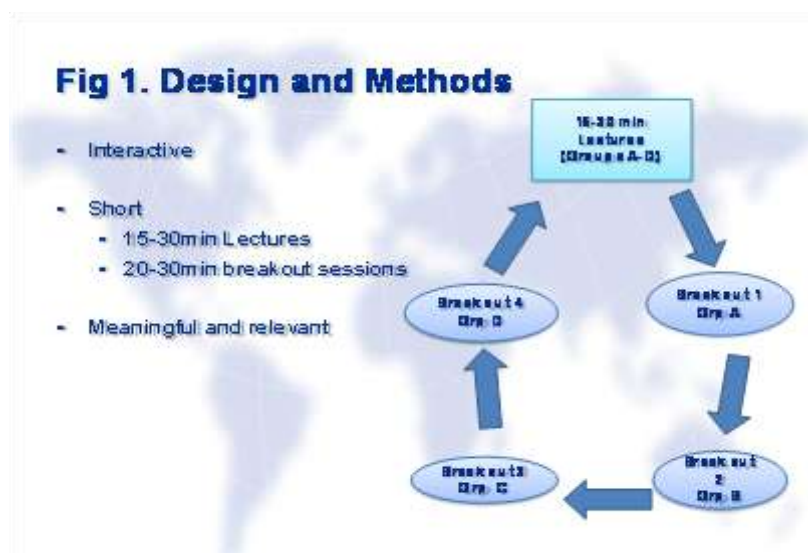 Fig 1. Design and Methods
- Interactive
- Short
- 15-30min Lectures
- 20-30min breakout sessions
- Meaningful and relevant
15-30 min
Lectures
(Groups A-D)
Breakout 1
Grp A
Breakout
2
Grp B
Breakout3
Grp C
Breakout 4
Grp D